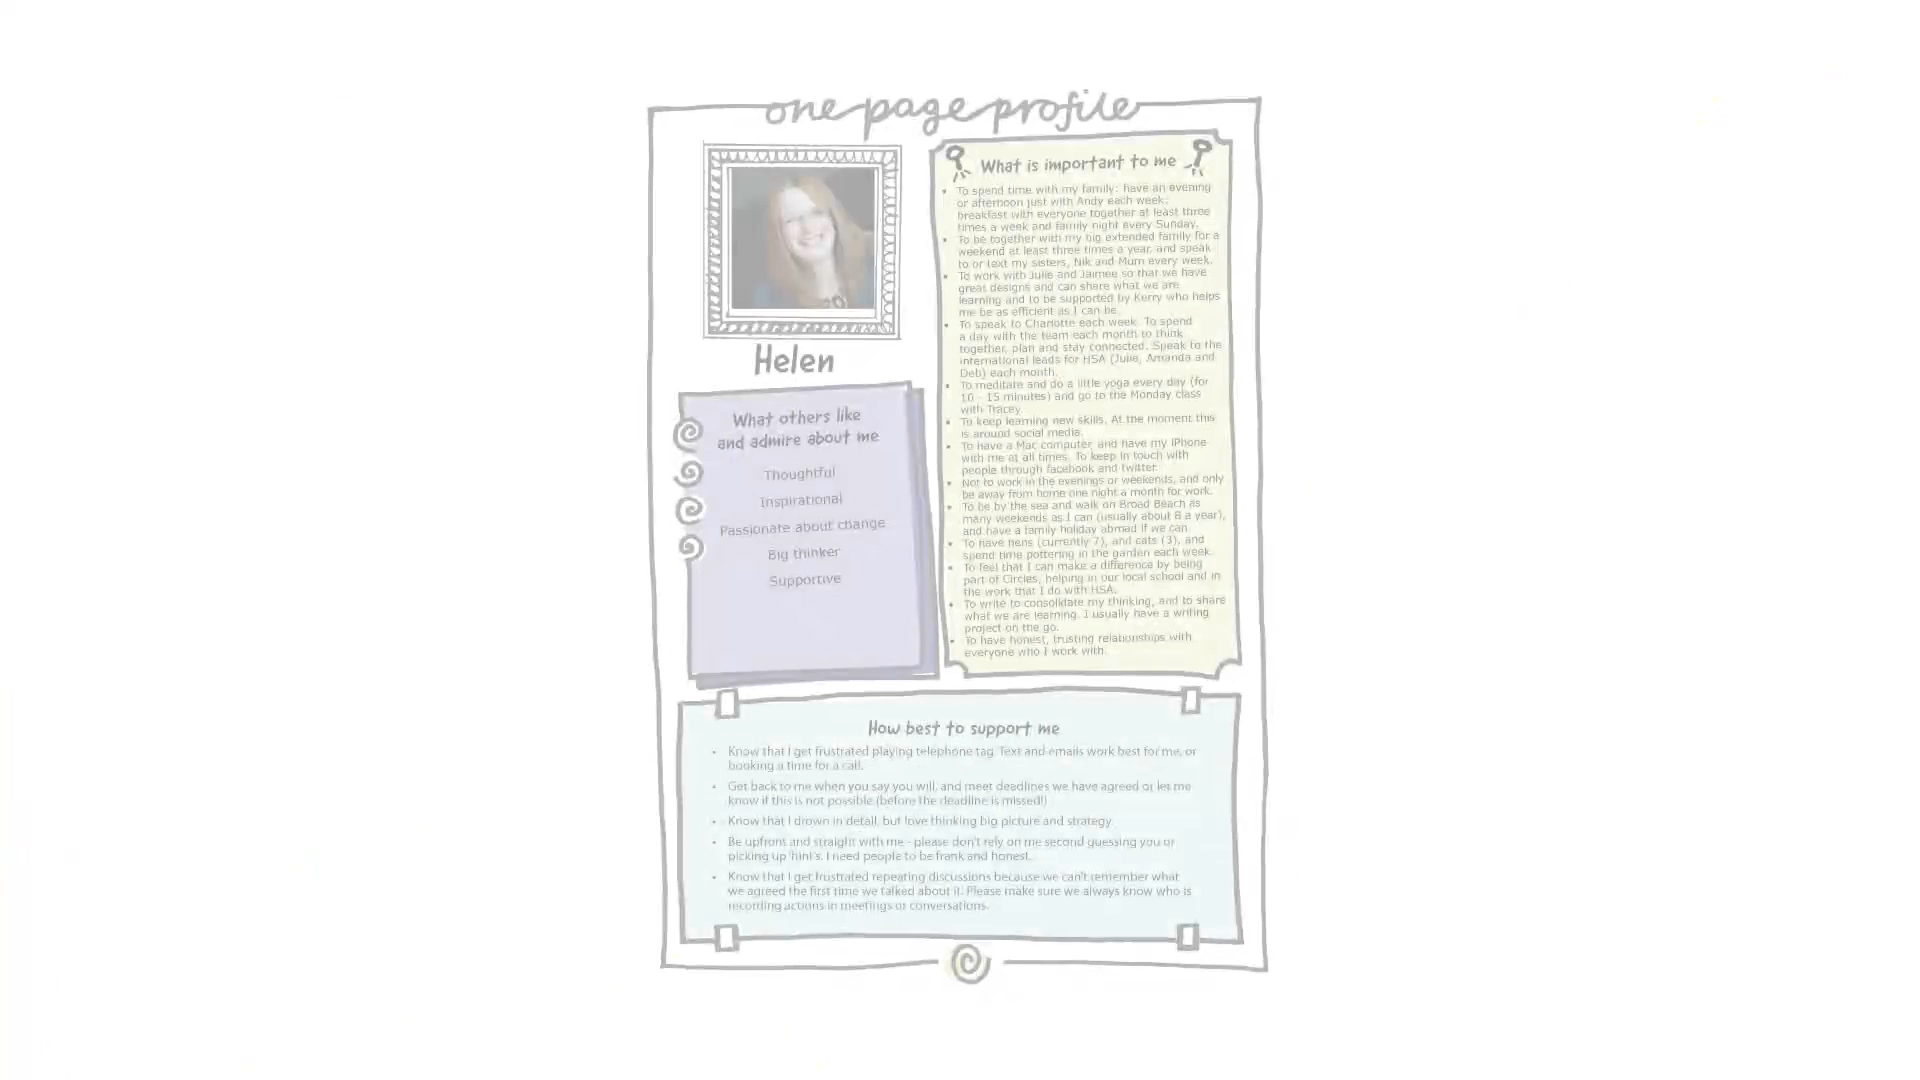 one page profile
Helen
What others like
and admire about me
Thoughtful
Inspirational
Passionate about change
Big thinker
Supportive
What is important to me
• To spend time with my family: have an evening
or afternoon just with Andy each week;
breakfast with everyone together at least three
times a week and family night every Sunday.
• To be together with my big extended family for a
weekend at least three times a year, and speak
to or text my sisters, Nik and Mum every week.
• To work with Julie and Jaimee so that we have
great designs and can share what we are
learning and to be supported by Kerry who helps
me be as efficient as I can be.
• To speak to Charlotte each week. To spend
a day with the team each month to think
together, plan and stay connected. Speak to the
international leads for HSA (Julie, Amanda and
Deb) each month.
• To meditate and do a little yoga every day (for
10 - 15 minutes) and go to the Monday class
with Tracey.
• To keep learning new skills. At the moment this
is around social media.
• To have a Mac computer and have my iPhone
with me at all times. To keep in touch with
people through facebook and twitter.
• Not to work in the evenings or weekends, and only
be away from home one night a month for work.
• To be by the sea and walk on Broad Beach as
many weekends as I can (usually about 8 a year),
and have a family holiday abroad if we can.
• To have hens (currently 7), and cats (3), and
spend time pottering in the garden each week.
• To feel that I can make a difference by being
part of Circles, helping in our local school and in
the work that I do with HSA.
• To write to consolidate my thinking, and to share
what we are learning. I usually have a writing
project on the go.
• To have honest, trusting relationships with
everyone who I work with.
How best to support me
• Know that I get frustrated playing telephone tag. Text and emails work best for me, or
booking a time for a call.
• Get back to me when you say you will, and meet deadlines we have agreed or let me
know if this is not possible (before the deadline is missed!)
• Know that I drown in detail, but love thinking big picture and strategy.
• Be upfront and straight with me - please don't rely on me second guessing you or
picking up 'hints'. I need people to be frank and honest.
• Know that I get frustrated repeating discussions because we can't remember what
we agreed the first time we talked about it. Please make sure we always know who is
recording actions in meetings or conversations.